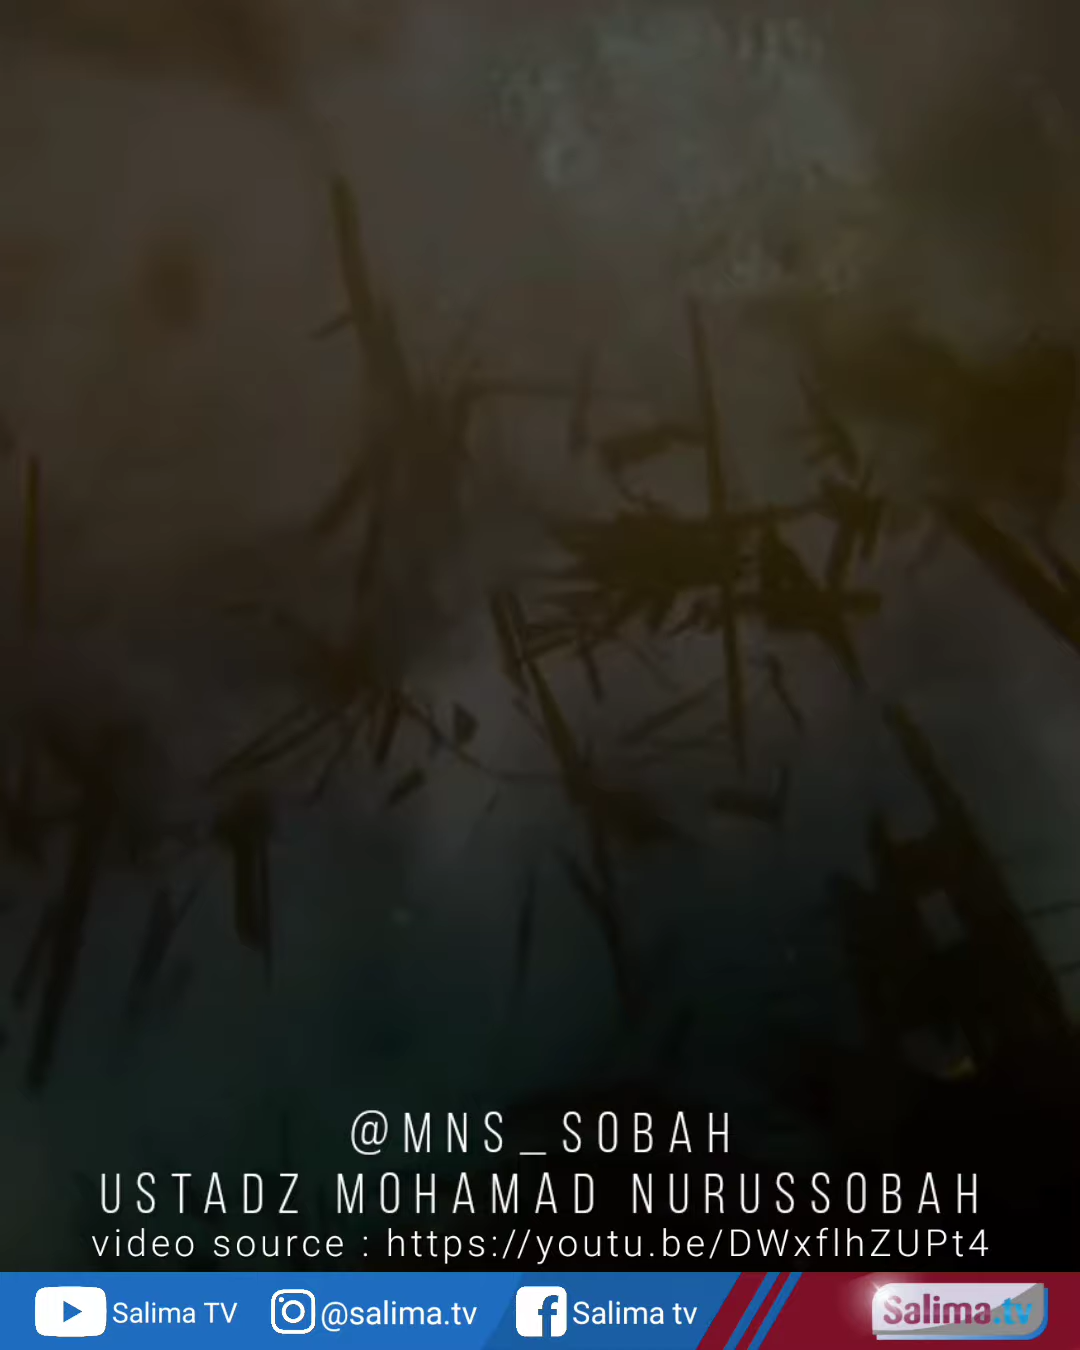 @MNS_SOBAH
USTADZ MOHAMAD NURUSSOBAH
video source : https://youtu.be/DWxflhZUPt4
Salima TV @salima.tv Salima tv Salima.tv